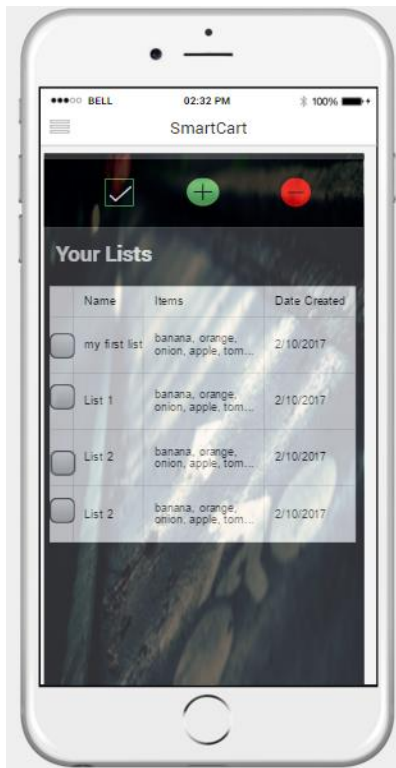 BELL 02:32 PM 100%
SmartCart
Your Lists
Name Items Date Created
my first list banana, orange, onion, apple, tom... 2/10/2017
List 1 banana, orange, onion, apple, tom... 2/10/2017
List 2 banana, orange, onion, apple, tom... 2/10/2017
List 2 banana, orange, onion, apple, tom... 2/10/2017